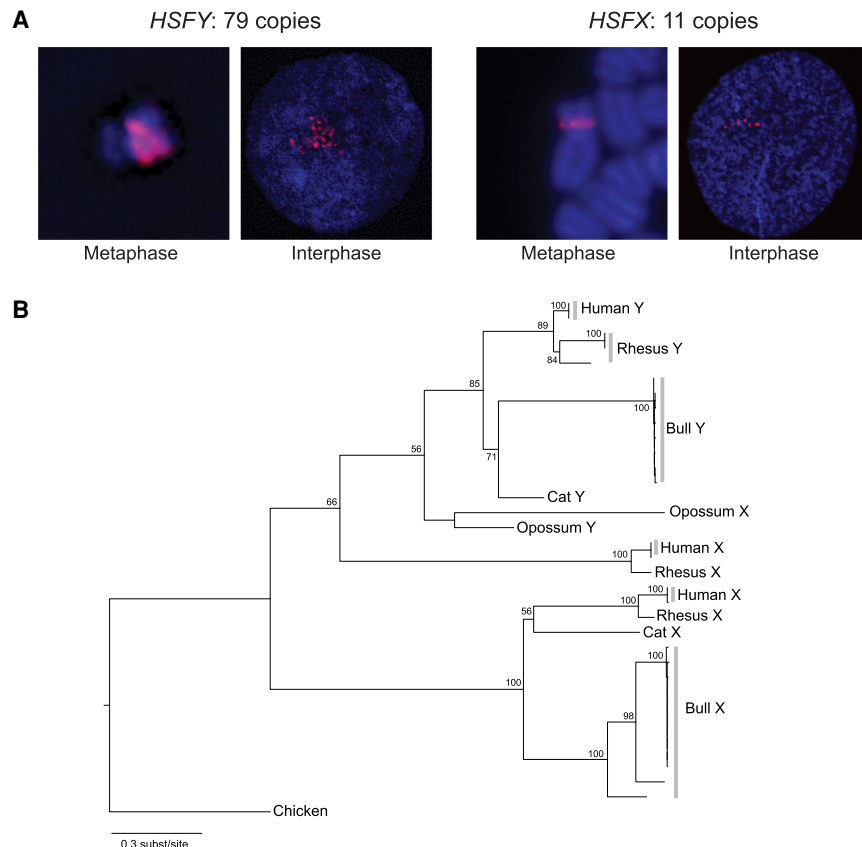 A
HSFY: 79 copies
HSFX: 11 copies
Metaphase
Interphase
Metaphase
Interphase
B
100
Human Y
89
100
Rhesus Y
84
85
100
Bull Y
71
56
Cat Y
66
Opossum X
Opossum Y
100
Human X
Rhesus X
100
Human X
100
56
Rhesus X
Cat X
100
100
Bull X
98
100
Chicken
0.3 subst/site